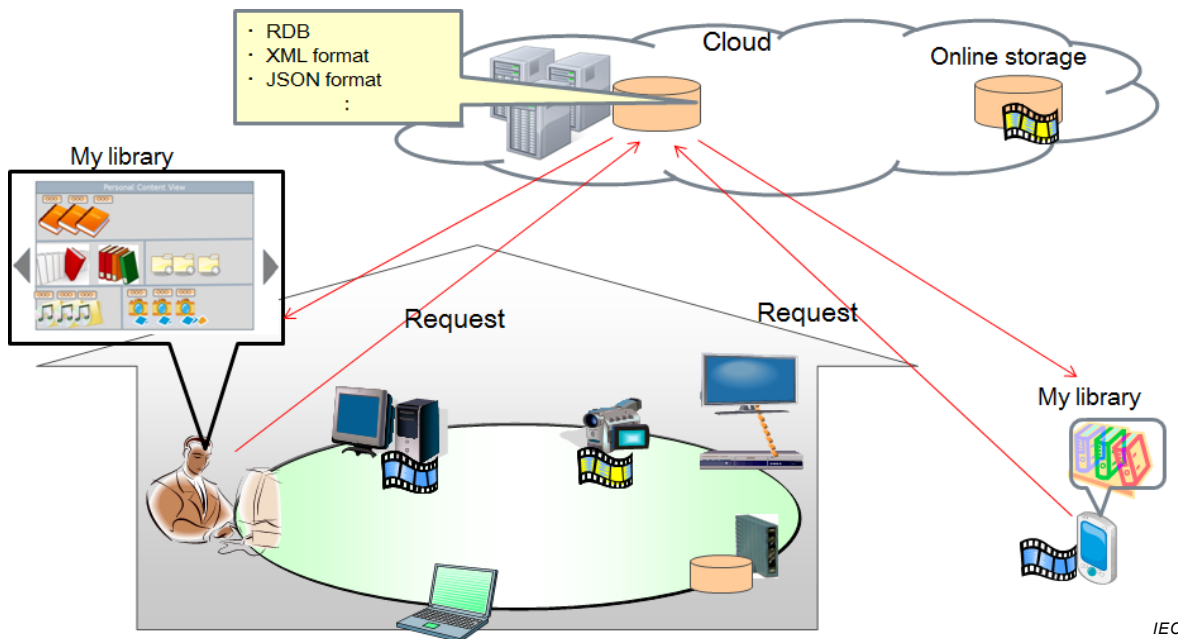 ・ RDB
・ XML format
・ JSON format
:
Cloud
Online storage
My library
Personal Content View
Request
Request
My library
IEC